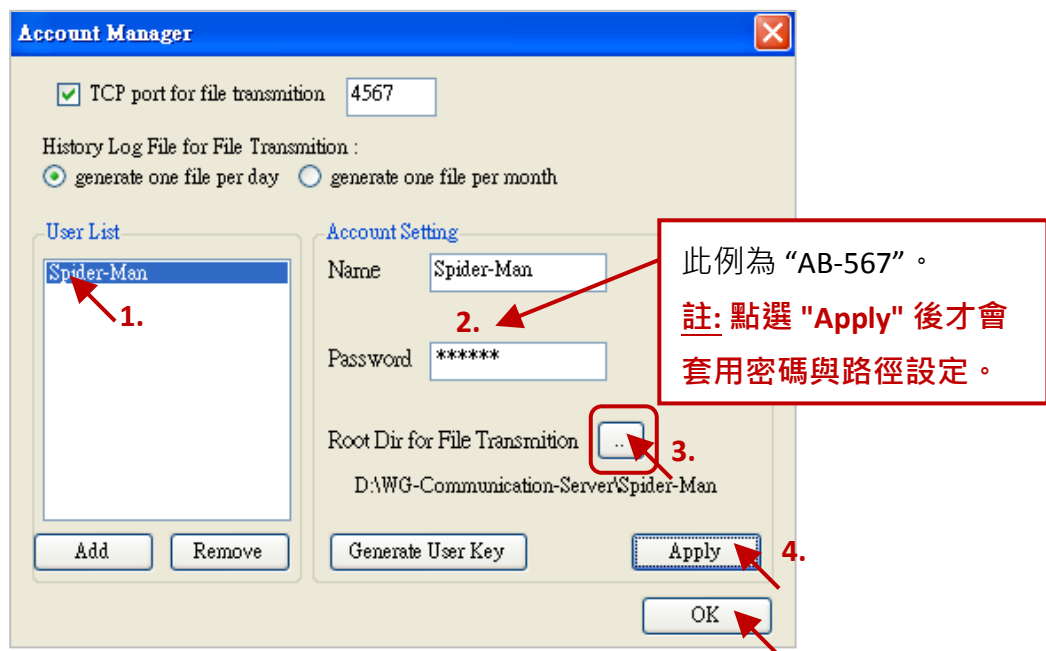 Account Manager
TCP port for file transmition 4567
History Log File for File Transmition :
generate one file per day generate one file per month
User List
Spider-Man
1.
Account Setting
Name Spider-Man
2.
Password ******
此例為 “AB-567”。
註: 點選 "Apply" 後才會
套用密碼與路徑設定。
Root Dir for File Transmition ..
3.
D:\WG-Communication-Server\Spider-Man
Add Remove Generate User Key Apply
4.
OK